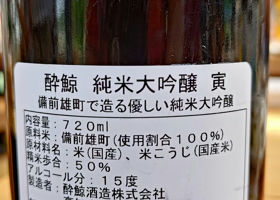 酔鯨 純米大吟醸 寅
備前雄町で造る優しい純米大吟醸
内容量：720ml
原料米：備前雄町(使用割合100%)
原材料名：米(国産)、米こうじ(国産米)
精米歩合：50%
アルコール分：15度
製造者：酔鯨酒造株式会社